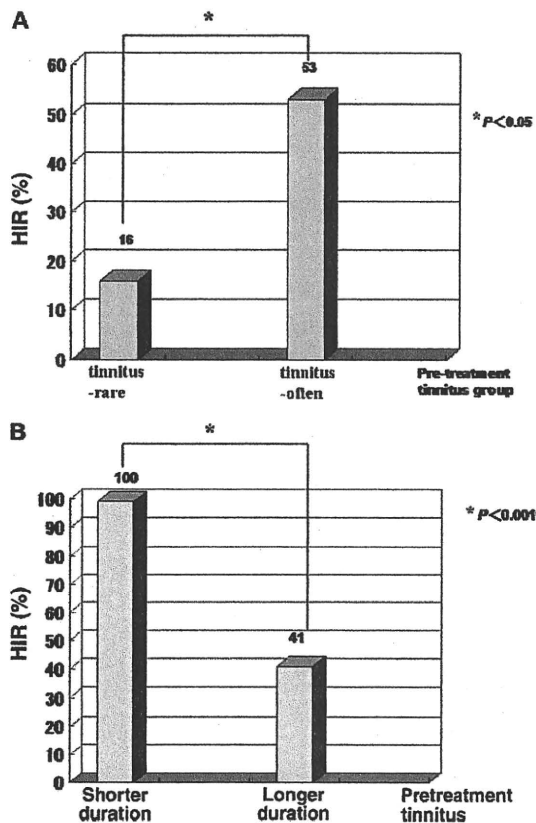 A
*
60
53
50
* P<0.05
40
HIR (%)
30
20
16
10
0
tinnitus
-rare
tinnitus
-often
Pre-treatment
tinnitus group
B
*
100
100
* P<0.001
90
80
70
60
HIR (%)
50
41
40
30
20
10
0
Shorter
duration
Longer
duration
Pretreatment
tinnitus